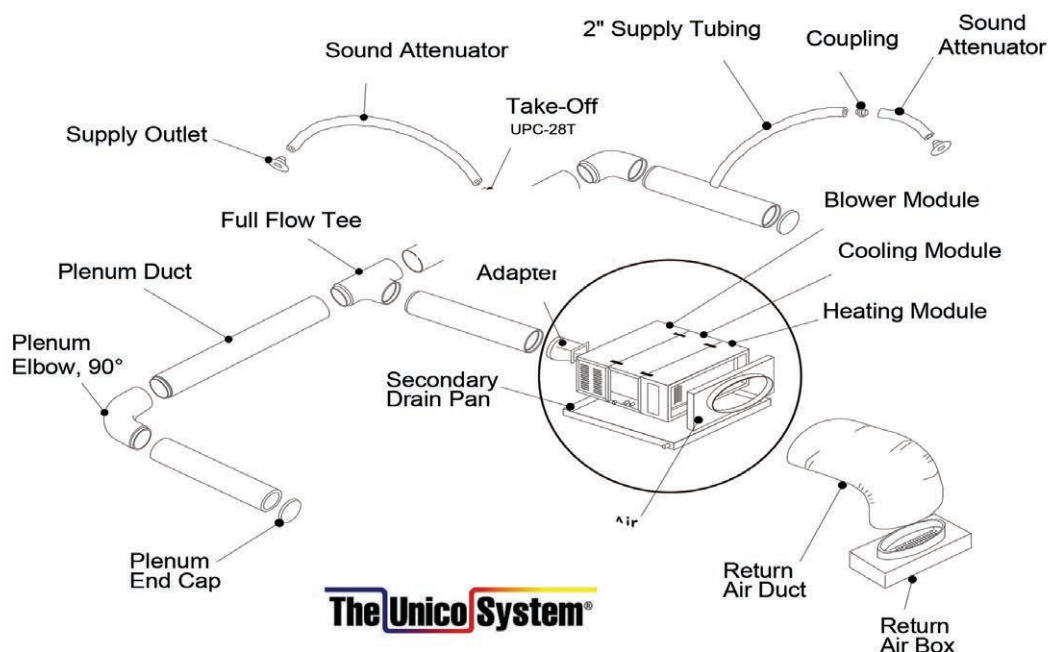 Sound Attenuator
2" Supply Tubing
Coupling
Sound
Attenuator
Supply Outlet
Take-Off
UPC-28T
Full Flow Tee
Blower Module
Cooling Module
Plenum Duct
Adapter
Heating Module
Plenum
Elbow, 90°
Secondary
Drain Pan
Air
Plenum
End Cap
Return
Air Duct
Return
Air Box
The Unico System®